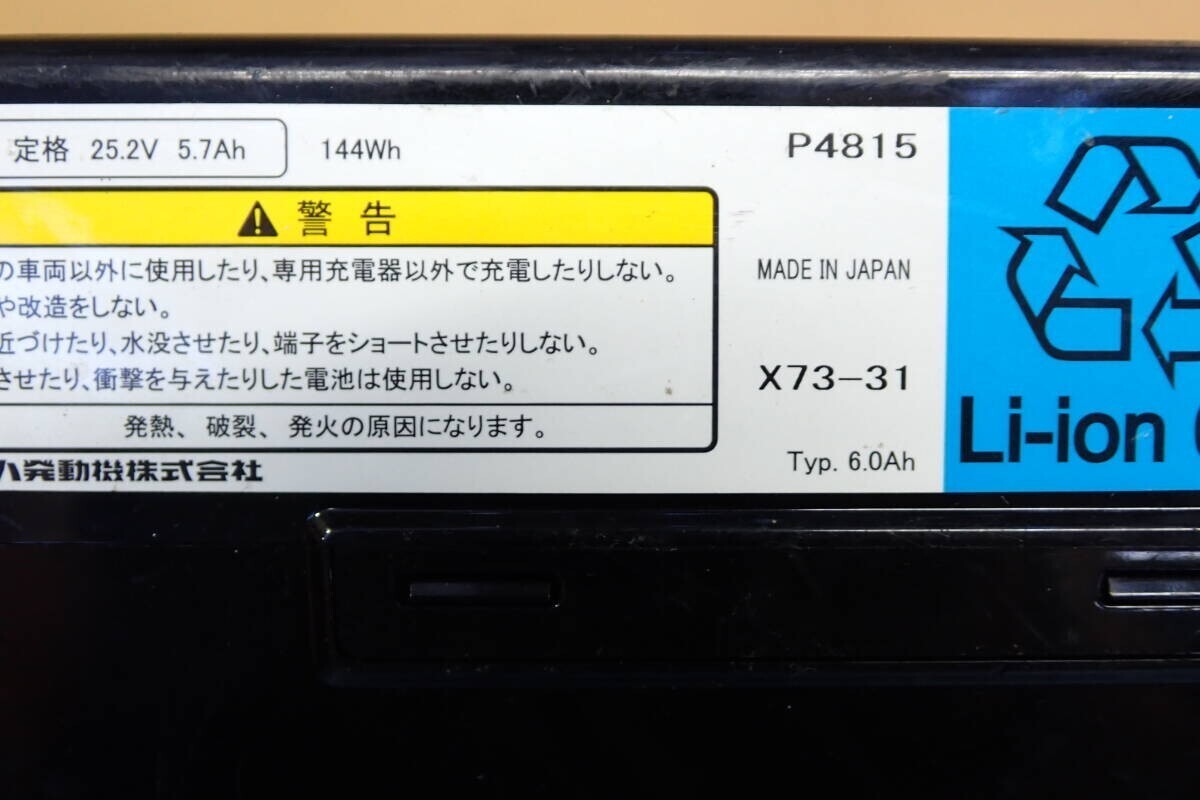 定格 25.2V 5.7Ah 144Wh
P4815
警告
の車両以外に使用したり、専用充電器以外で充電したりしない。
や改造をしない。
近づけたり、水没させたり、端子をショートさせたりしない。
させたり、衝撃を与えたりした電池は使用しない。
発熱、破裂、発火の原因になります。
ハ発動機株式会社
MADE IN JAPAN
X73-31
Typ. 6.0Ah
Li-ion